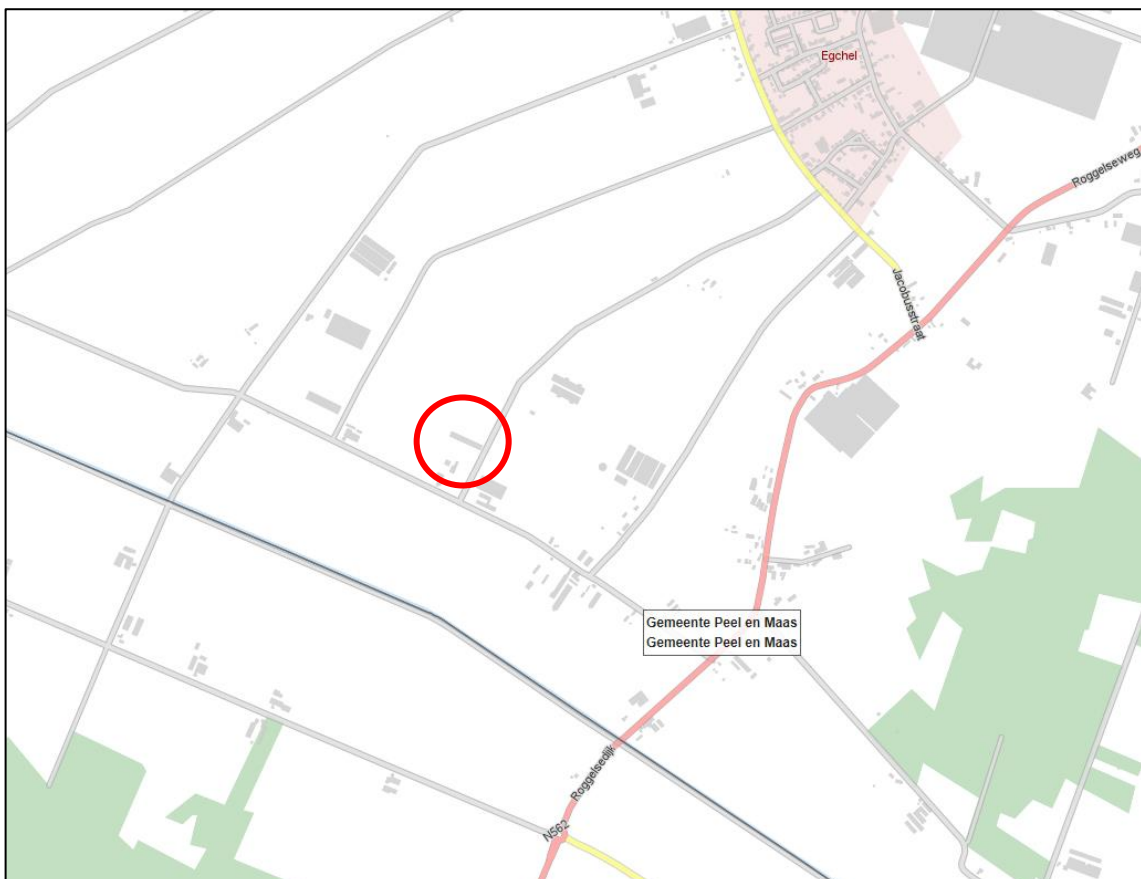 Egchel
Roggelseweg
Jacobusstraat
Gemeente Peel en Maas
Gemeente Peel en Maas
Roggelsedijk
N562